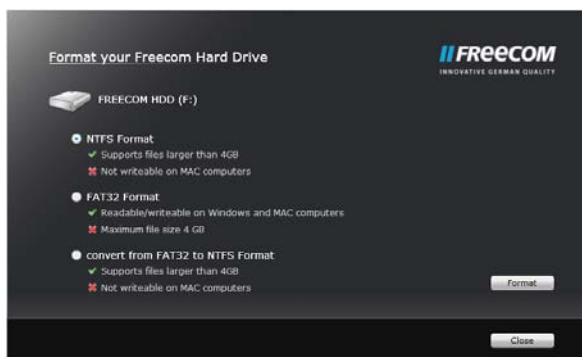 Format your Freecom Hard Drive
FREECOM
INNOVATIVE GERMAN QUALITY
FREECOM HDD (F:)
NTFS Format
Supports files larger than 4GB
Not writeable on MAC computers
FAT32 Format
Readable/writeable on Windows and MAC computers
Maximum file size 4 GB
convert from FAT32 to NTFS Format
Supports files larger than 4GB
Not writeable on MAC computers
Format
Close